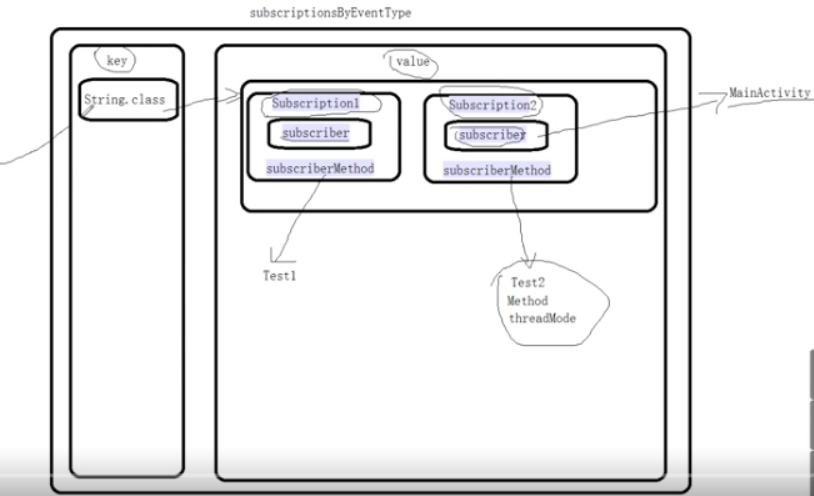 subscriptionsByEventType
key
value
String.class
Subscription1
Subscription2
MainActivity
subscriber
subscriber
subscriberMethod
subscriberMethod
Test1
Test2
Method
threadMode